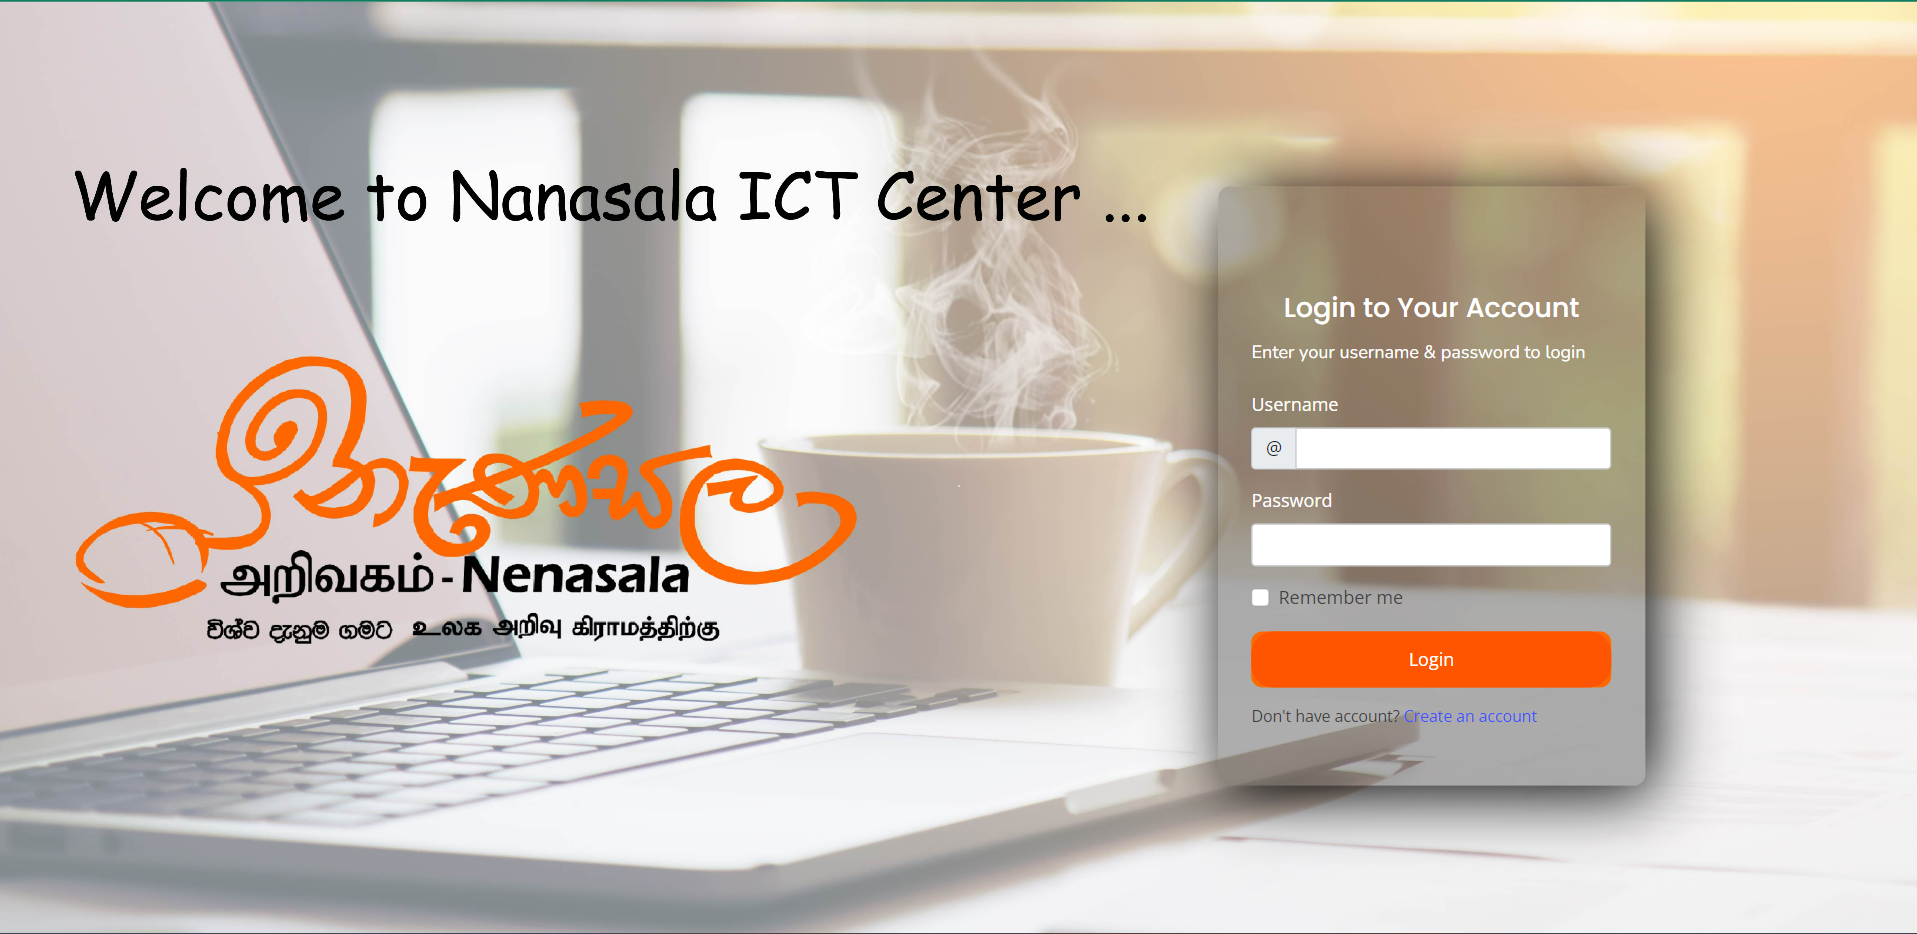 Welcome to Nanasala ICT Center ...
නැණසලා
அறிவகம் - Nenasala
විශ්ව දැනුම ගමට உலக அறிவு கிராமத்திற்கு
Login to Your Account
Enter your username & password to login
Username
@
Password
Remember me
Login
Don't have account? Create an account